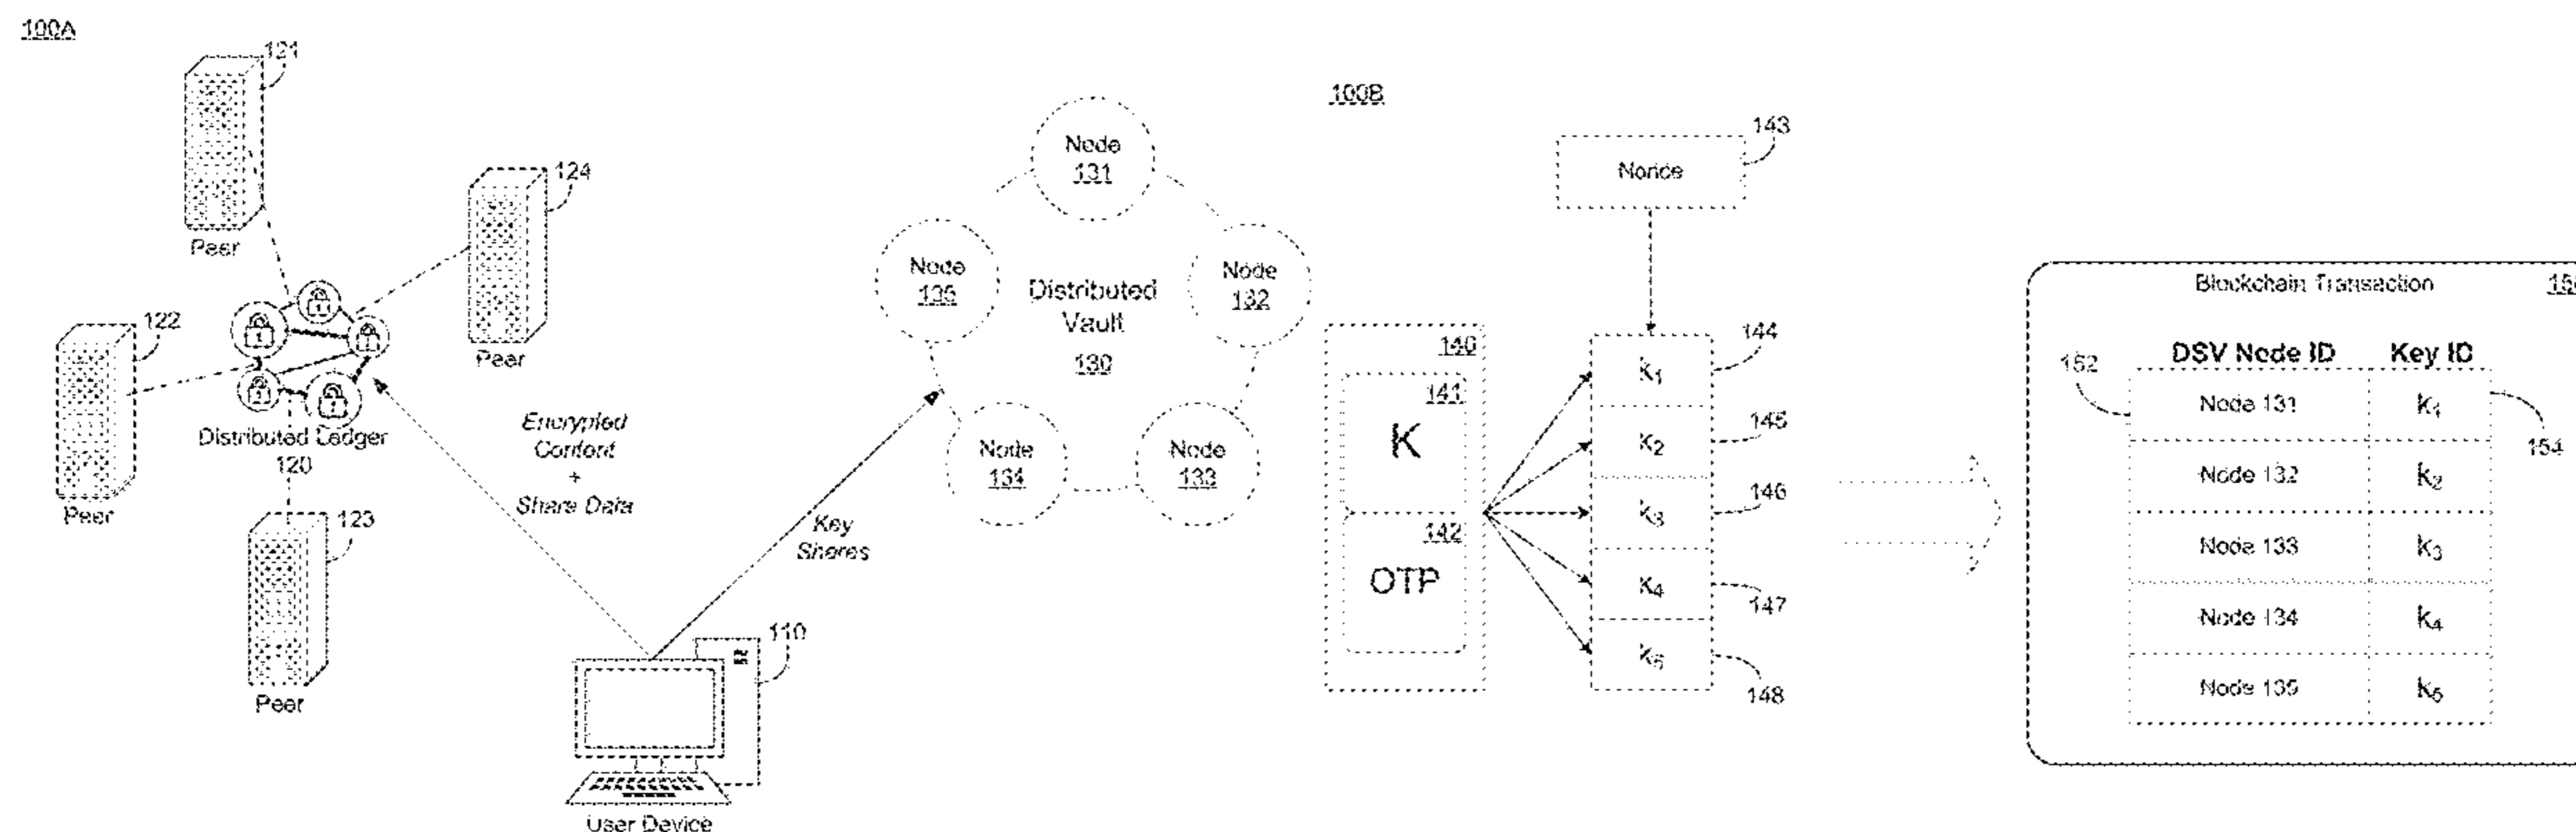 100A
121
Peer
124
Peer
122
Peer
Distributed Ledger
120
123
Peer
Encrypted
Content
+
Share Data
Key
Shares
110
User Device
Node
131
Node
135
Node
132
Distributed
Vault
130
Node
134
Node
133
100B
143
Nonce
140
141
K
142
OTP
K1
144
K2
145
K3
146
K4
147
K5
148
Blockchain Transaction
152
DSV Node ID Key ID
154
Node 131 K1
Node 132 K2
Node 133 K3
Node 134 K4
Node 135 K5